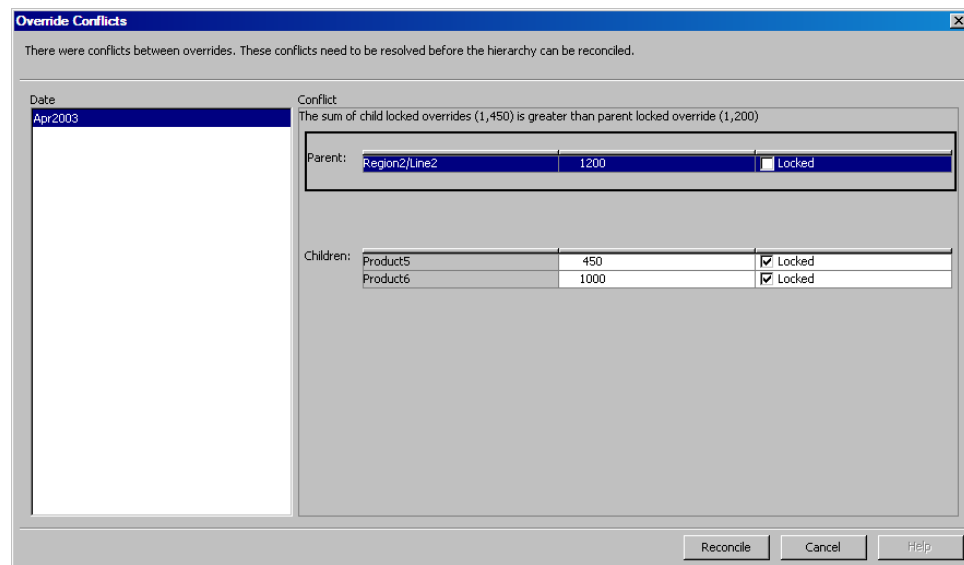 Override Conflicts
There were conflicts between overrides. These conflicts need to be resolved before the hierarchy can be reconciled.
Date
Apr2003
Conflict
The sum of child locked overrides (1,450) is greater than parent locked override (1,200)
Parent: Region2/Line2 1200 Locked
Children: Product5 450 Locked
Product6 1000 Locked
Reconcile Cancel Help